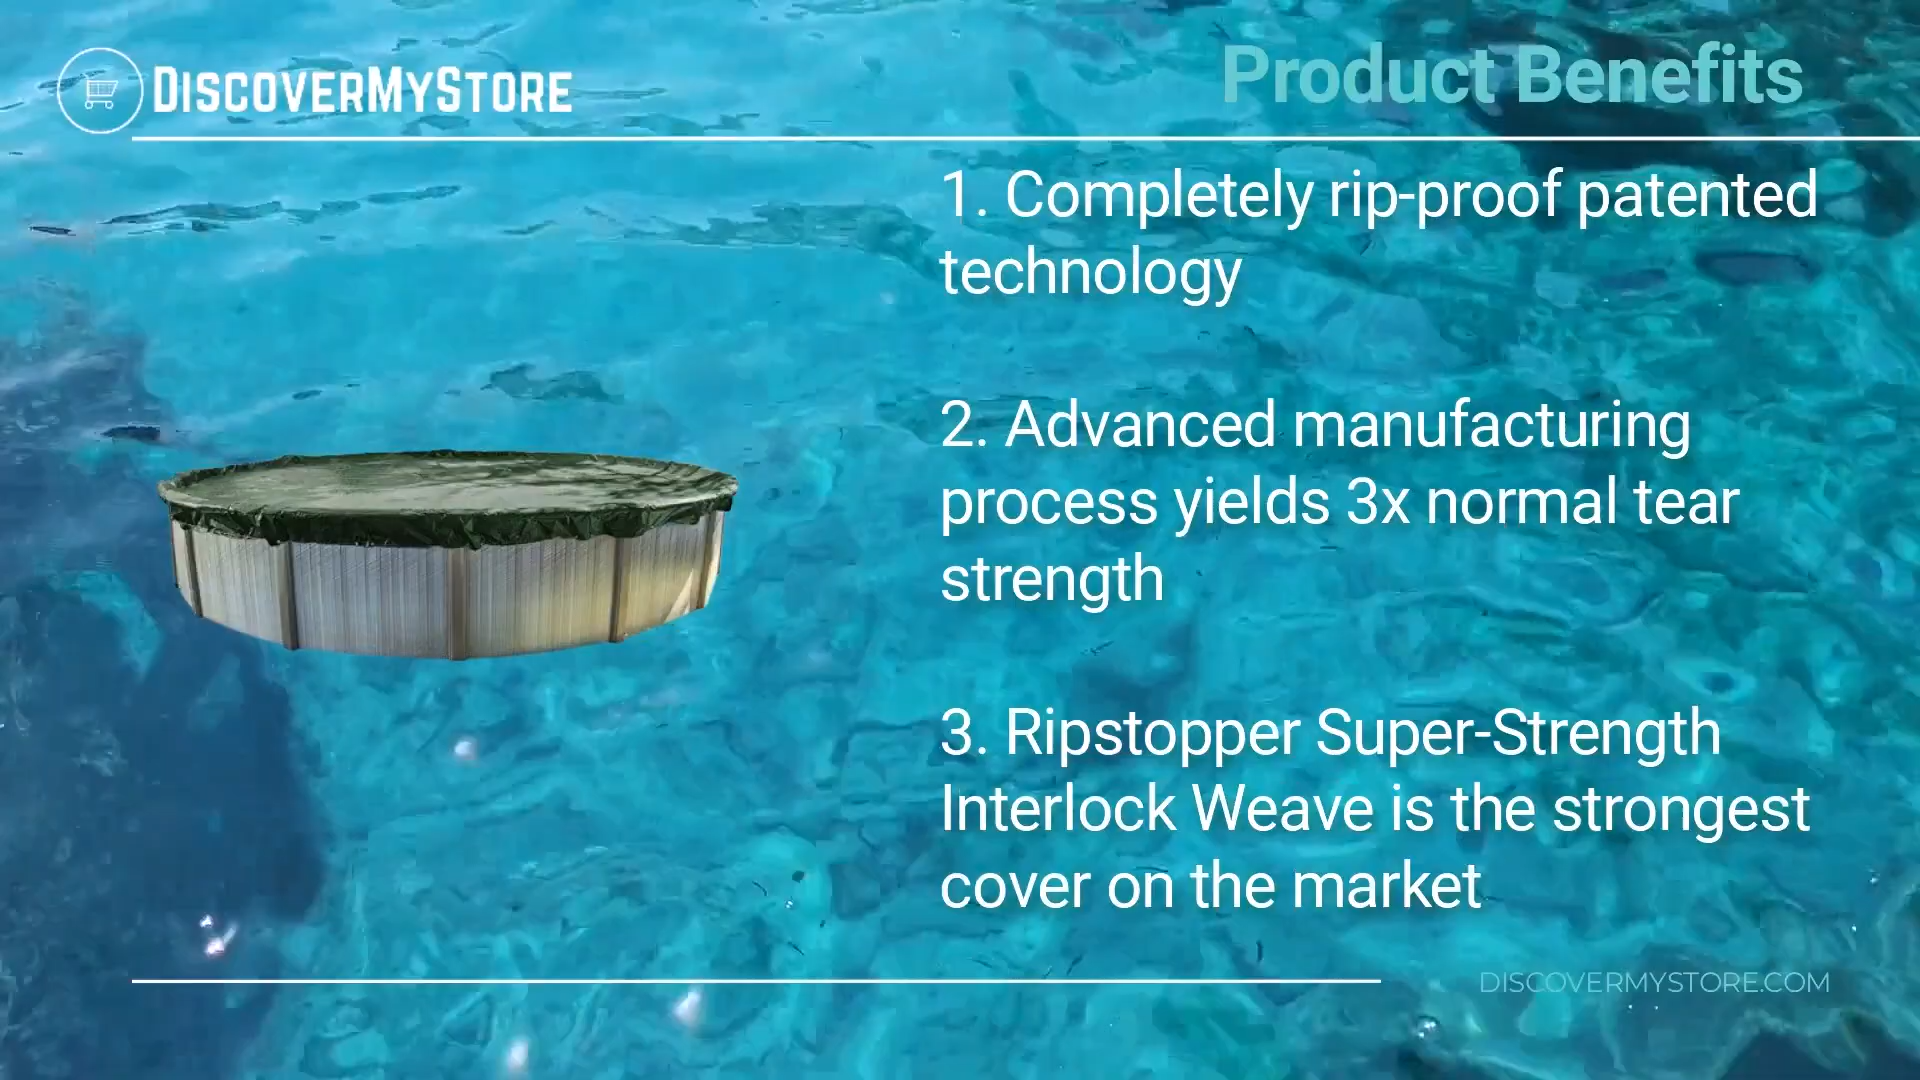 DISCOVERMYSTORE
Product Benefits
1. Completely rip-proof patented
technology
2. Advanced manufacturing
process yields 3x normal tear
strength
3. Ripstopper Super-Strength
Interlock Weave is the strongest
cover on the market
DISCOVERMYSTORE.COM